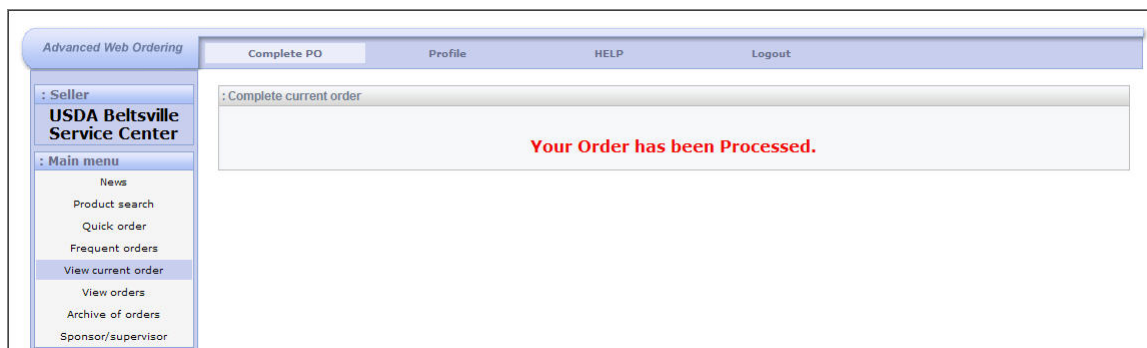 Advanced Web Ordering
Complete PO Profile HELP Logout
: Seller
USDA Beltsville
Service Center
: Main menu
News
Product search
Quick order
Frequent orders
View current order
View orders
Archive of orders
Sponsor/supervisor
: Complete current order
Your Order has been Processed.